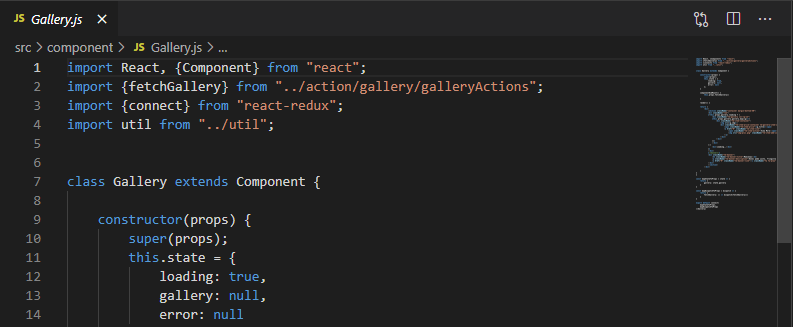 JS Gallery.js ×
src > component > JS Gallery.js > ...
1 import React, {Component} from "react";
2 import {fetchGallery} from "../action/gallery/galleryActions";
3 import {connect} from "react-redux";
4 import util from "../util";
5
6
7 class Gallery extends Component {
8
9 constructor(props) {
10 super(props);
11 this.state = {
12 loading: true,
13 gallery: null,
14 error: null